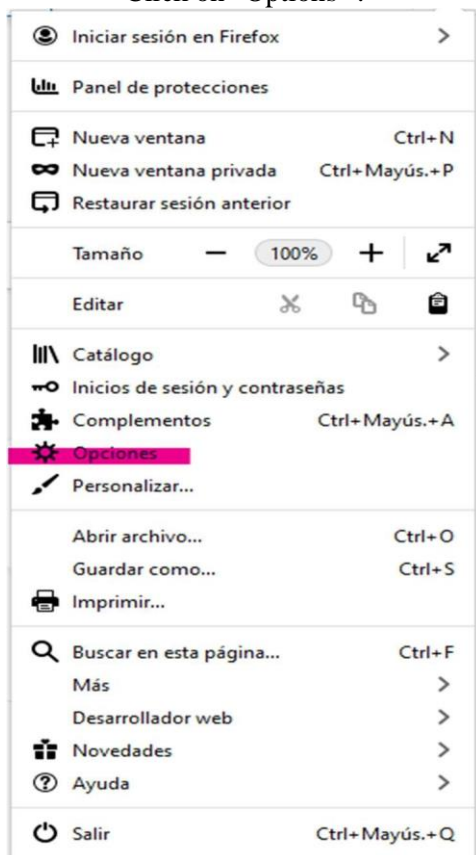 Click on "Options".
Iniciar sesión en Firefox
Panel de protecciones
Nueva ventana Ctrl+N
Nueva ventana privada Ctrl+Mayús.+P
Restaurar sesión anterior
Tamaño 100%
Editar
Catálogo
Inicios de sesión y contraseñas
Complementos Ctrl+Mayús.+A
Opciones
Personalizar...
Abrir archivo... Ctrl+O
Guardar como... Ctrl+S
Imprimir...
Buscar en esta página... Ctrl+F
Más
Desarrollador web
Novedades
Ayuda
Salir Ctrl+Mayús.+Q